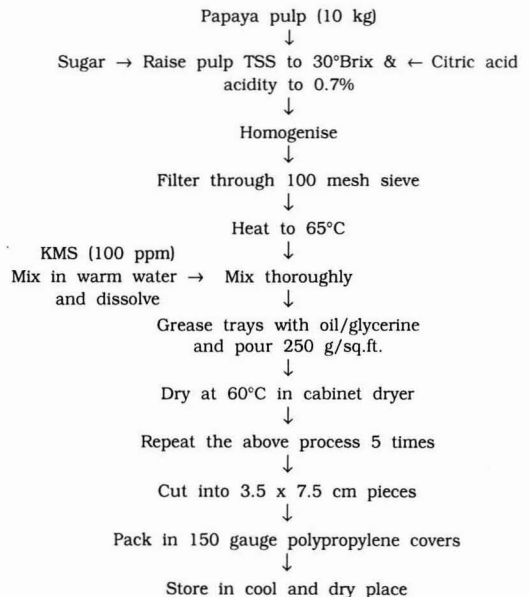 Papaya pulp (10 kg)
↓
Sugar → Raise pulp TSS to 30°Brix & ← Citric acid
acidity to 0.7%
↓
Homogenise
↓
Filter through 100 mesh sieve
↓
Heat to 65°C
KMS (100 ppm) ↓
Mix in warm water → Mix thoroughly
and dissolve ↓
Grease trays with oil/glycerine
and pour 250 g/sq.ft.
↓
Dry at 60°C in cabinet dryer
↓
Repeat the above process 5 times
↓
Cut into 3.5 x 7.5 cm pieces
↓
Pack in 150 gauge polypropylene covers
↓
Store in cool and dry place